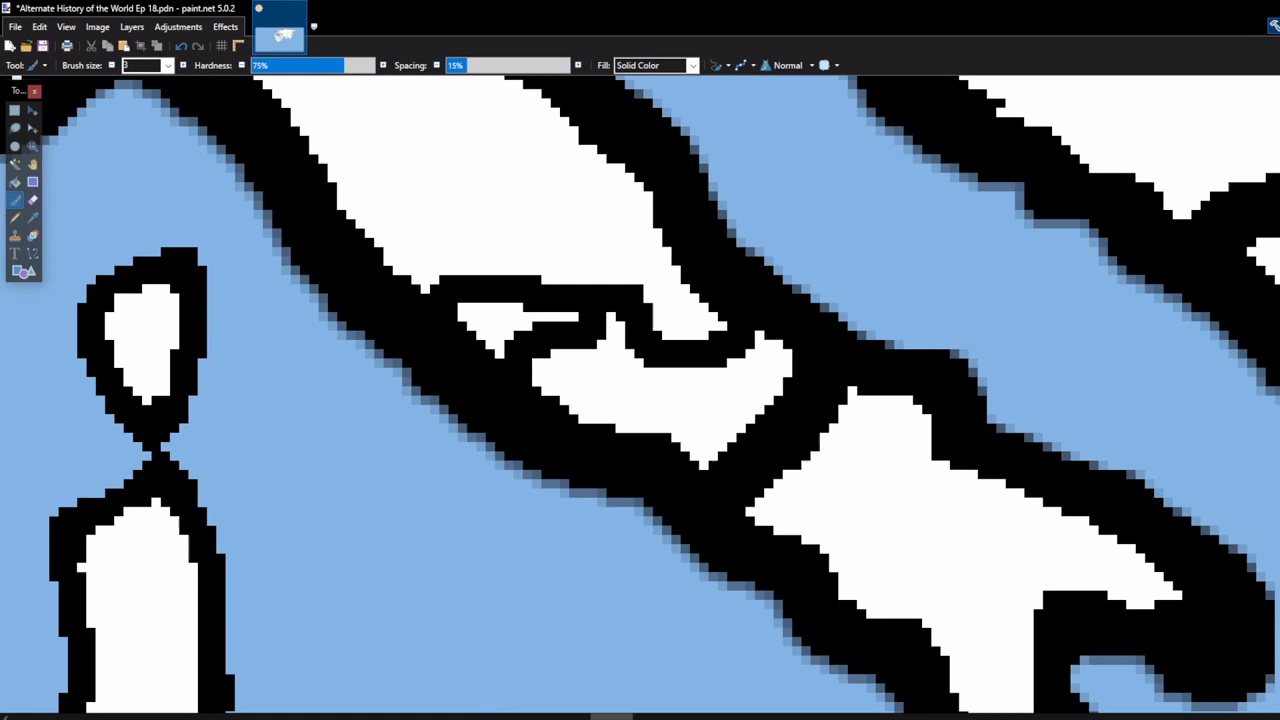 *Alternate History of the World Ep 18.pdn - paint.net 5.0.2
File Edit View Image Layers Adjustments Effects
Tool: Brush size: 3 Hardness: 75% Spacing: 15% Fill: Solid Color Normal
To...